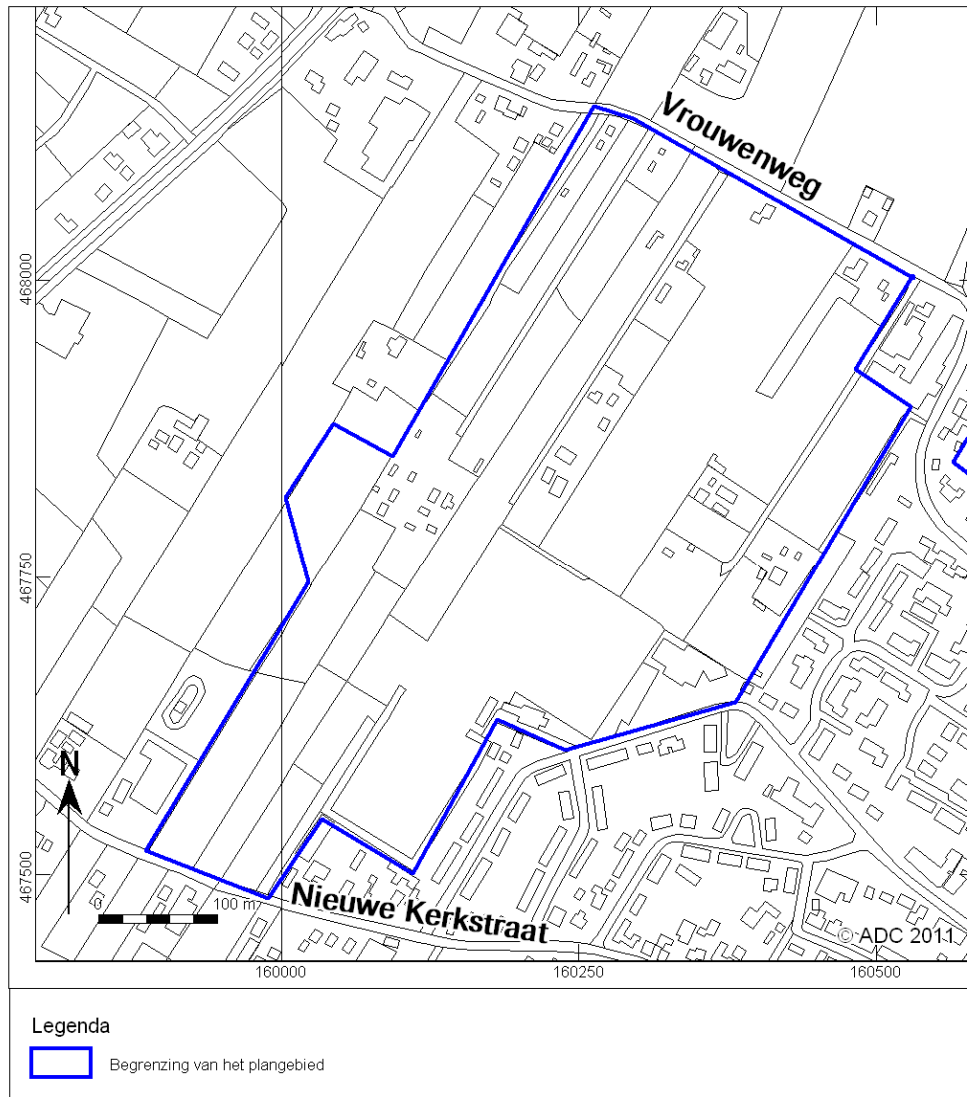 Vrouwenweg
468000
467750
467500
N
0 100 m
Nieuwe Kerkstraat
© ADC 2011
160000 160250 160500
Legenda
Begrenzing van het plangebied